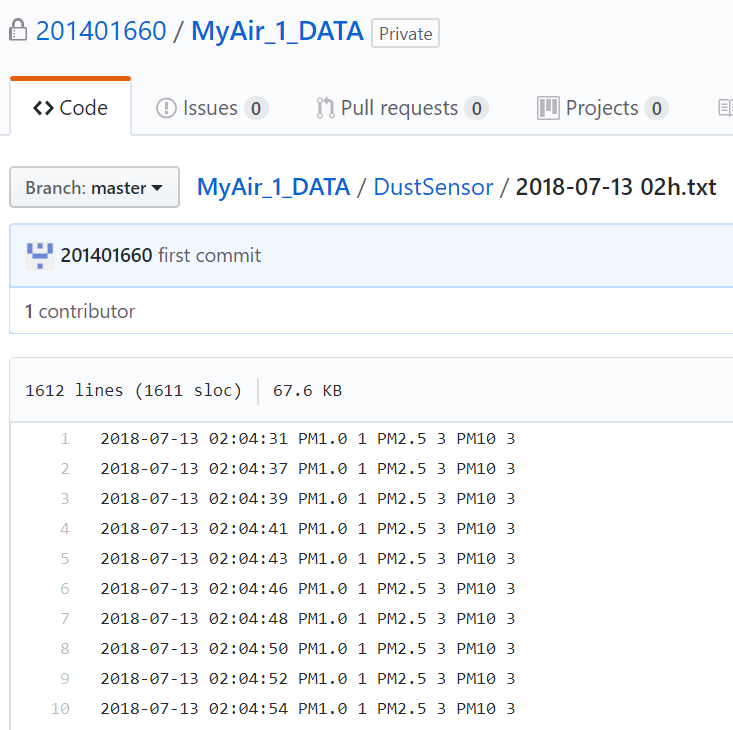 201401660 / MyAir_1_DATA Private
Code Issues 0 Pull requests 0 Projects 0
Branch: master MyAir_1_DATA / DustSensor / 2018-07-13 02h.txt
201401660 first commit
1 contributor
1612 lines (1611 sloc) 67.6 KB
1 2018-07-13 02:04:31 PM1.0 1 PM2.5 3 PM10 3
2 2018-07-13 02:04:37 PM1.0 1 PM2.5 3 PM10 3
3 2018-07-13 02:04:39 PM1.0 1 PM2.5 3 PM10 3
4 2018-07-13 02:04:41 PM1.0 1 PM2.5 3 PM10 3
5 2018-07-13 02:04:43 PM1.0 1 PM2.5 3 PM10 3
6 2018-07-13 02:04:46 PM1.0 1 PM2.5 3 PM10 3
7 2018-07-13 02:04:48 PM1.0 1 PM2.5 3 PM10 3
8 2018-07-13 02:04:50 PM1.0 1 PM2.5 3 PM10 3
9 2018-07-13 02:04:52 PM1.0 1 PM2.5 3 PM10 3
10 2018-07-13 02:04:54 PM1.0 1 PM2.5 3 PM10 3